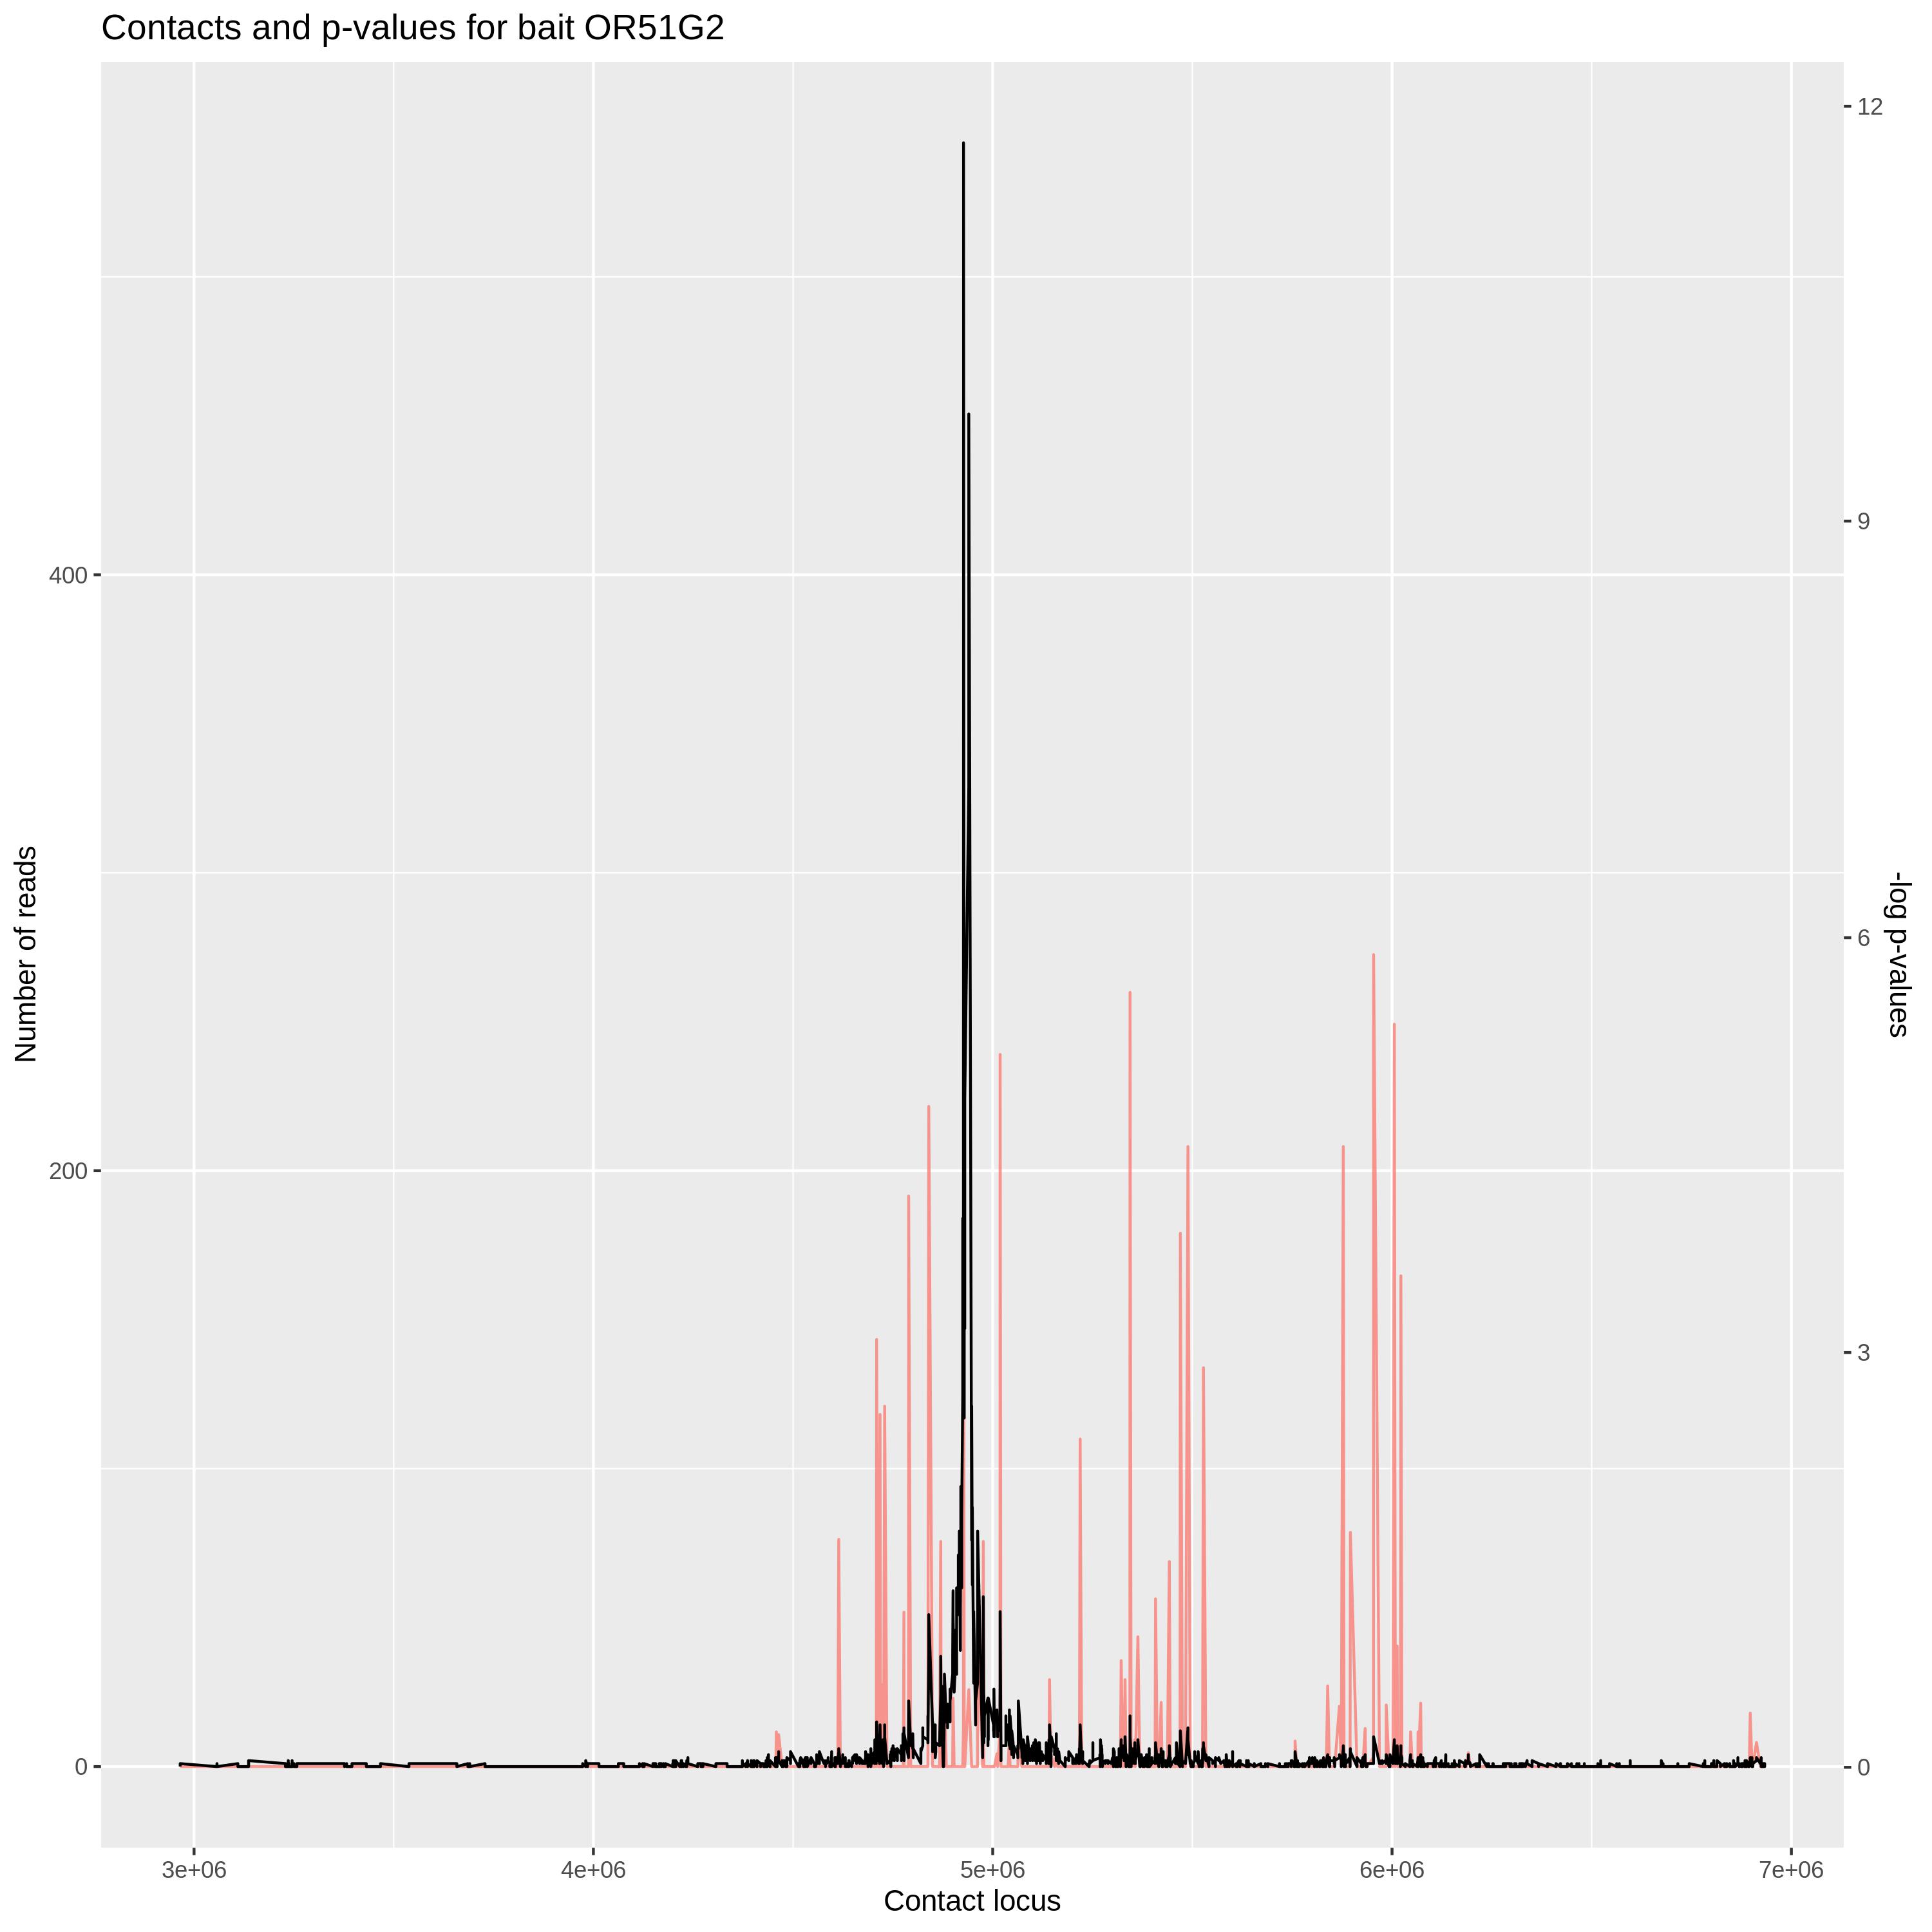 Contacts and p-values for bait OR51G2
12
9
400
Number of reads
-log p-values
6
200
3
0
0
3e+06
4e+06
5e+06
6e+06
7e+06
Contact locus